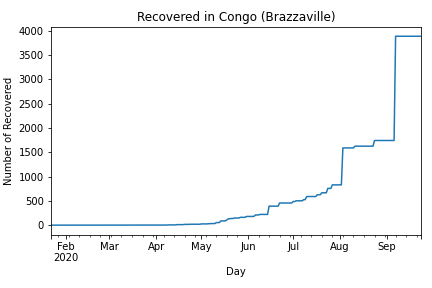 Recovered in Congo (Brazzaville)
Number of Recovered
4000
3500
3000
2500
2000
1500
1000
500
0
Feb Mar Apr May Jun Jul Aug Sep
2020
Day